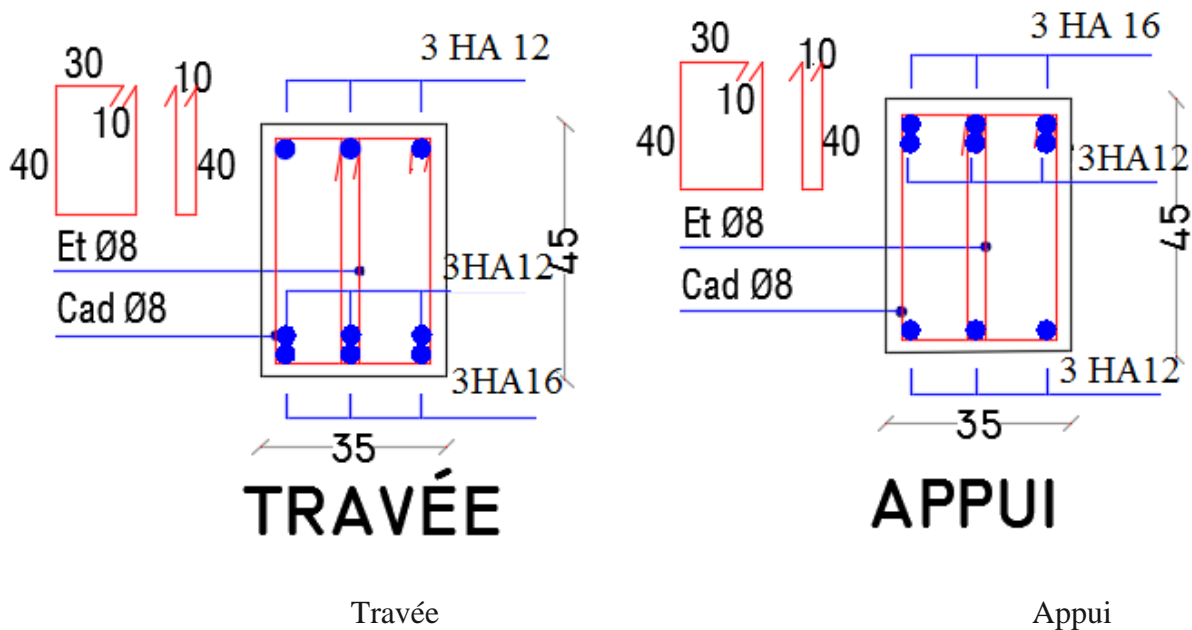 3 HA 12
30
10
10
40
40
Et Ø8
3HA12
45
Cad Ø8
3HA16
35
TRAVÉE
3 HA 16
30
10
10
40
40
3HA12
Et Ø8
45
Cad Ø8
3 HA12
35
APPUI
Travée
Appui